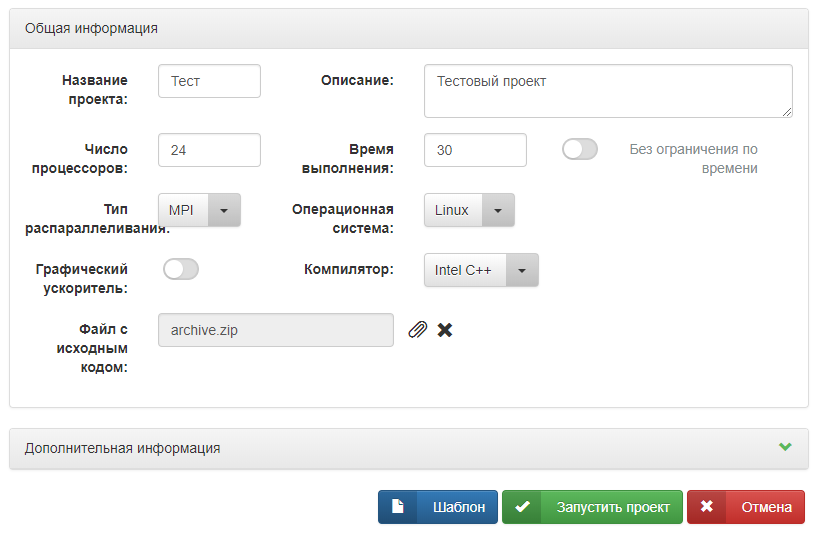 Общая информация
Название проекта:
Тест
Описание:
Тестовый проект
Число процессоров:
24
Время выполнения:
30
Без ограничения по времени
Тип распараллеливания:
MPI
Операционная система:
Linux
Графический ускоритель:
Компилятор:
Intel C++
Файл с исходным кодом:
archive.zip
Дополнительная информация
Шаблон
Запустить проект
Отмена